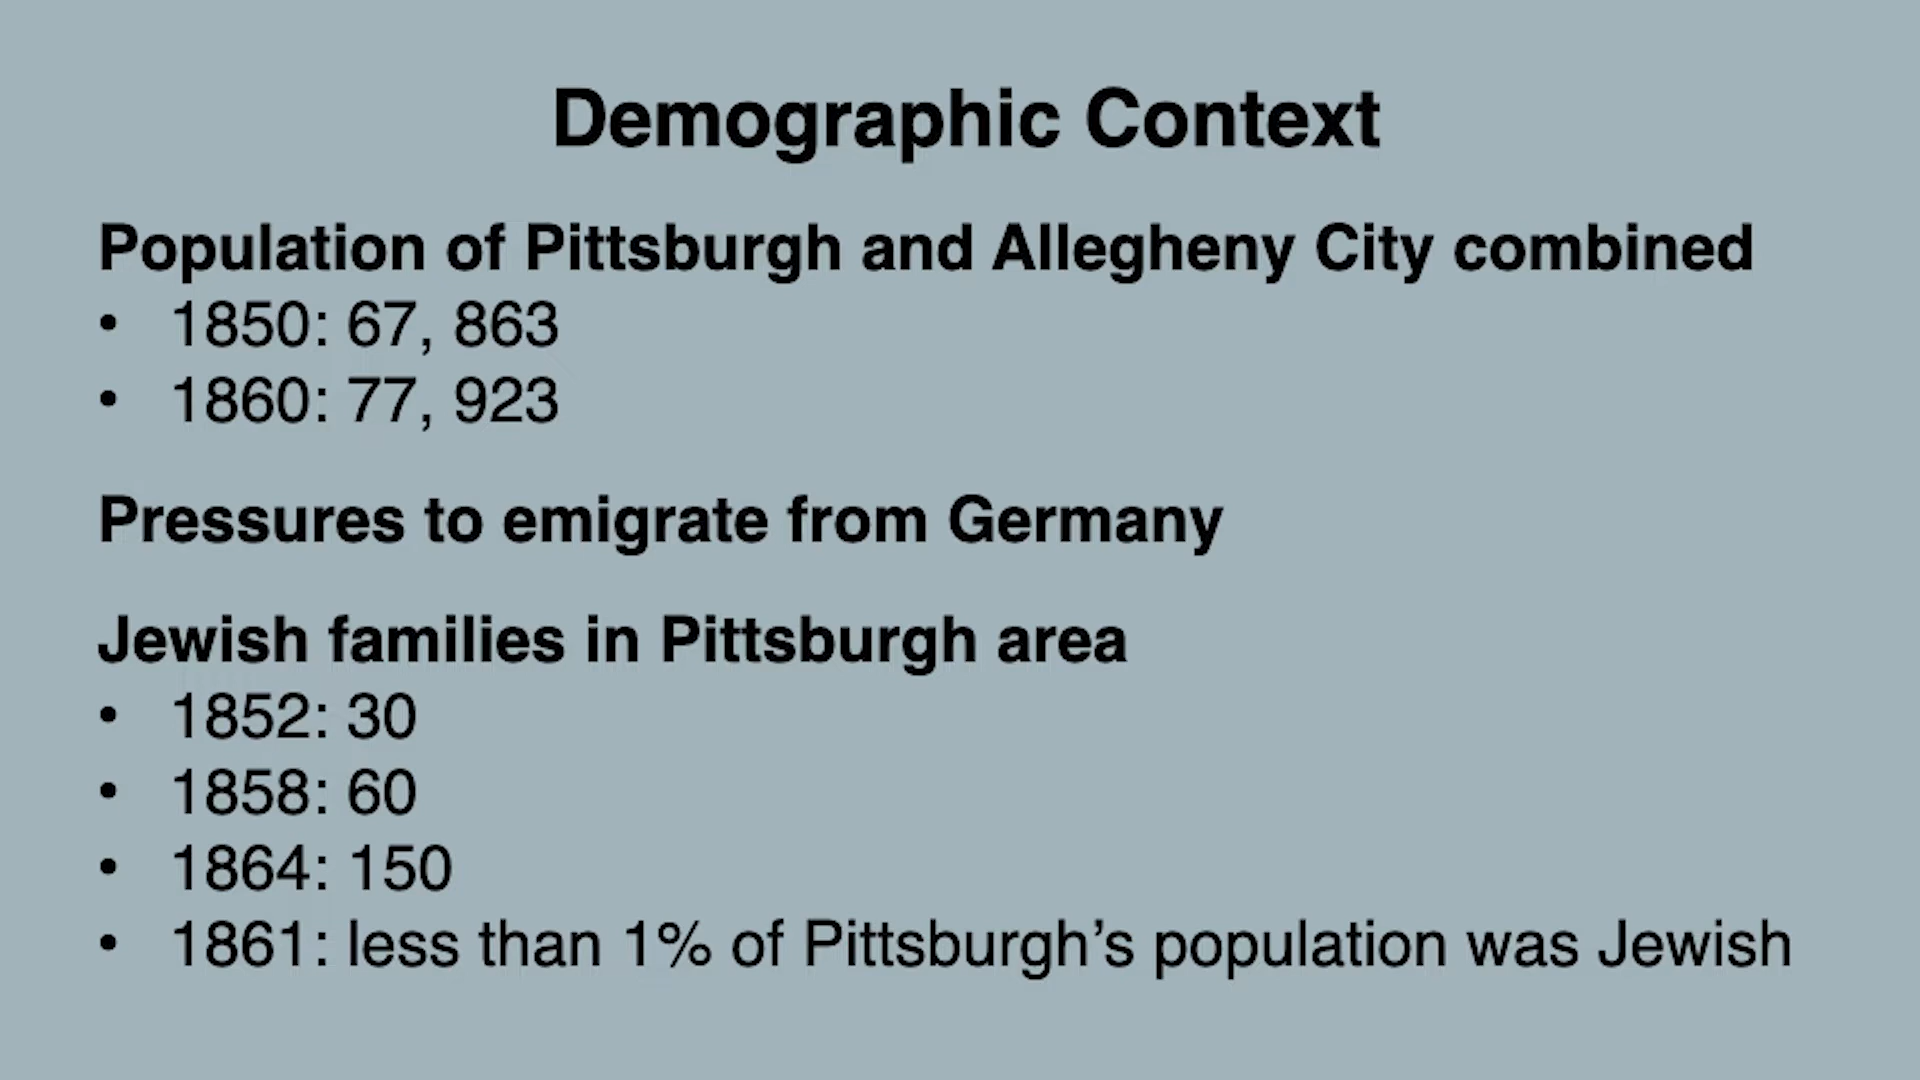 Demographic Context
Population of Pittsburgh and Allegheny City combined
• 1850: 67, 863
• 1860: 77, 923
Pressures to emigrate from Germany
Jewish families in Pittsburgh area
• 1852: 30
• 1858: 60
• 1864: 150
• 1861: less than 1% of Pittsburgh’s population was Jewish